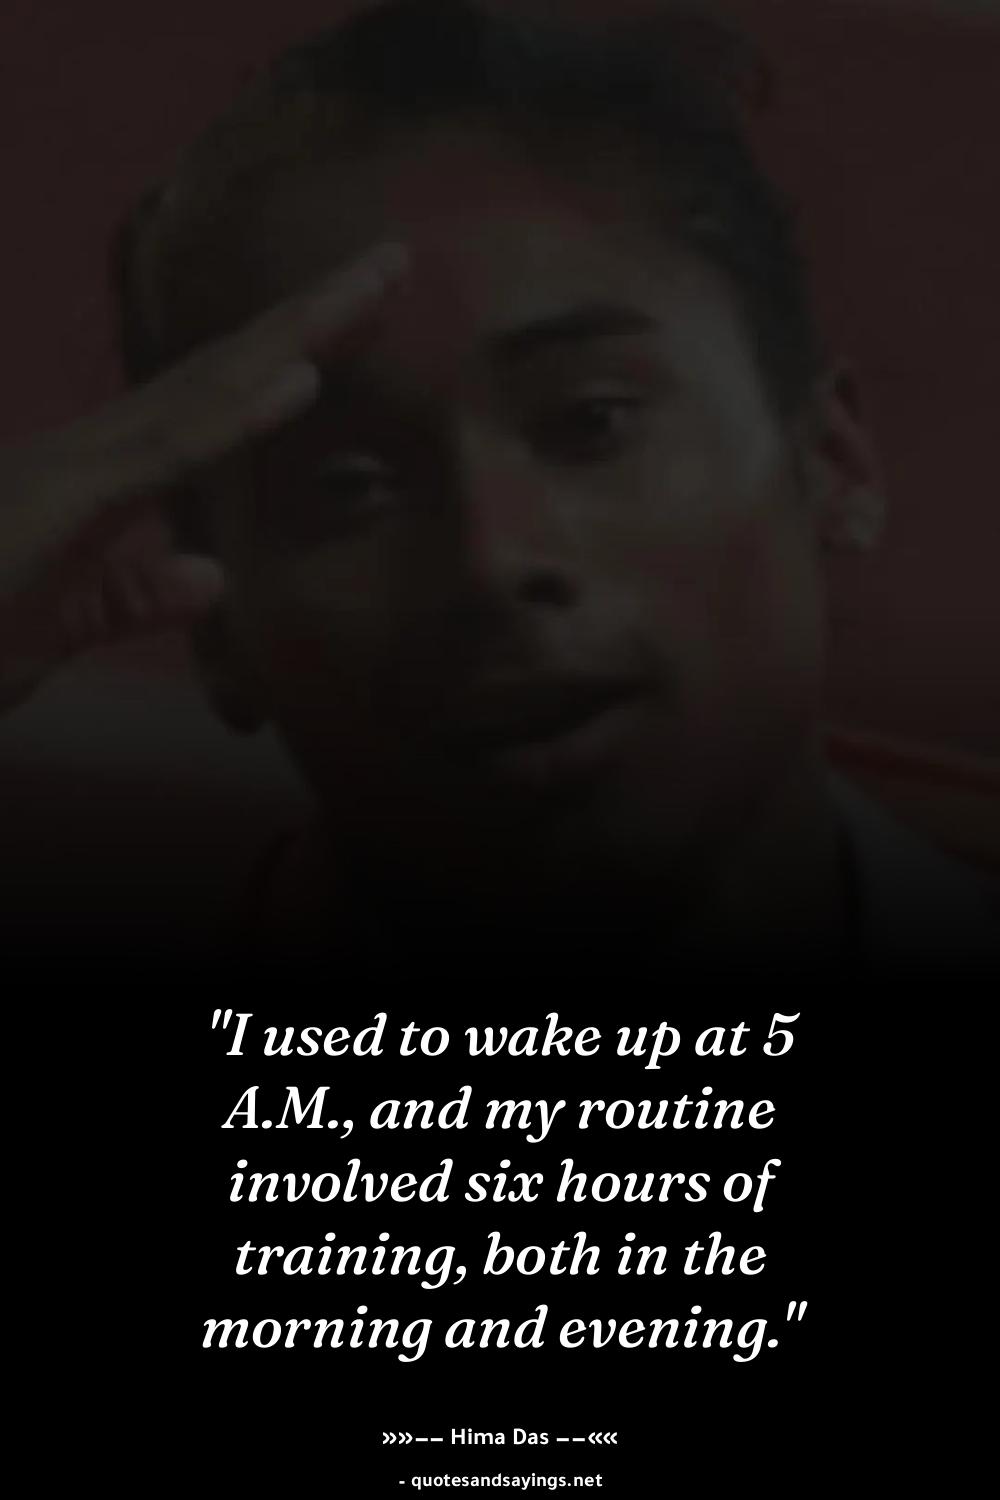 "I used to wake up at 5
A.M., and my routine
involved six hours of
training, both in the
morning and evening."
»»−− Hima Das −−««
- quotesandsayings.net